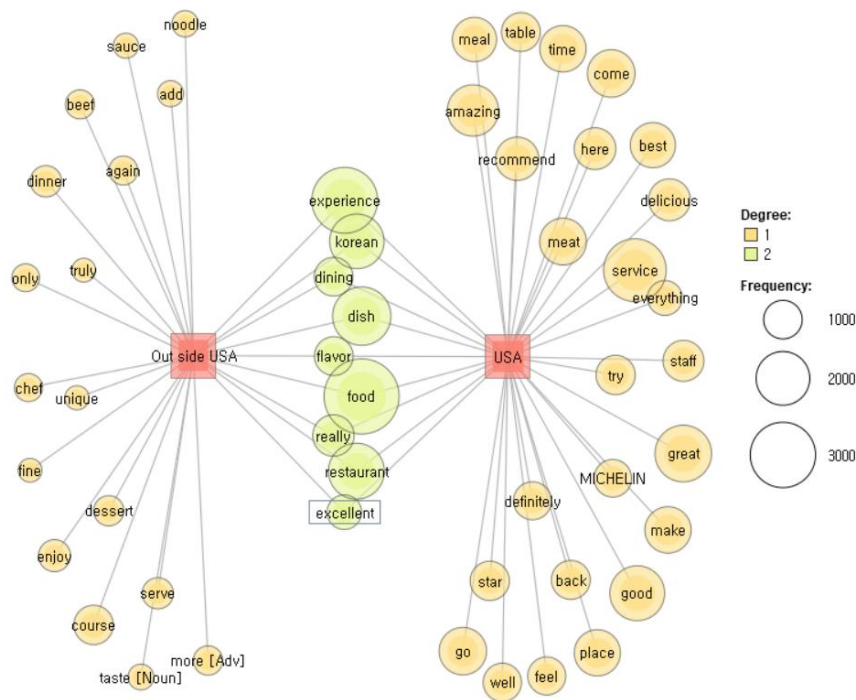 noodle
sauce
beef
add
dinner
again
only
truly
Out side USA
chef
unique
fine
dessert
enjoy
serve
course
more [Adv]
taste [Noun]
experience
korean
dining
dish
flavor
food
really
restaurant
excellent
meal
table
time
come
amazing
recommend
here
best
delicious
meat
service
everything
USA
staff
try
great
MICHELIN
definitely
make
star
back
good
go
well
feel
place
Degree:
1
2
Frequency:
1000
2000
3000